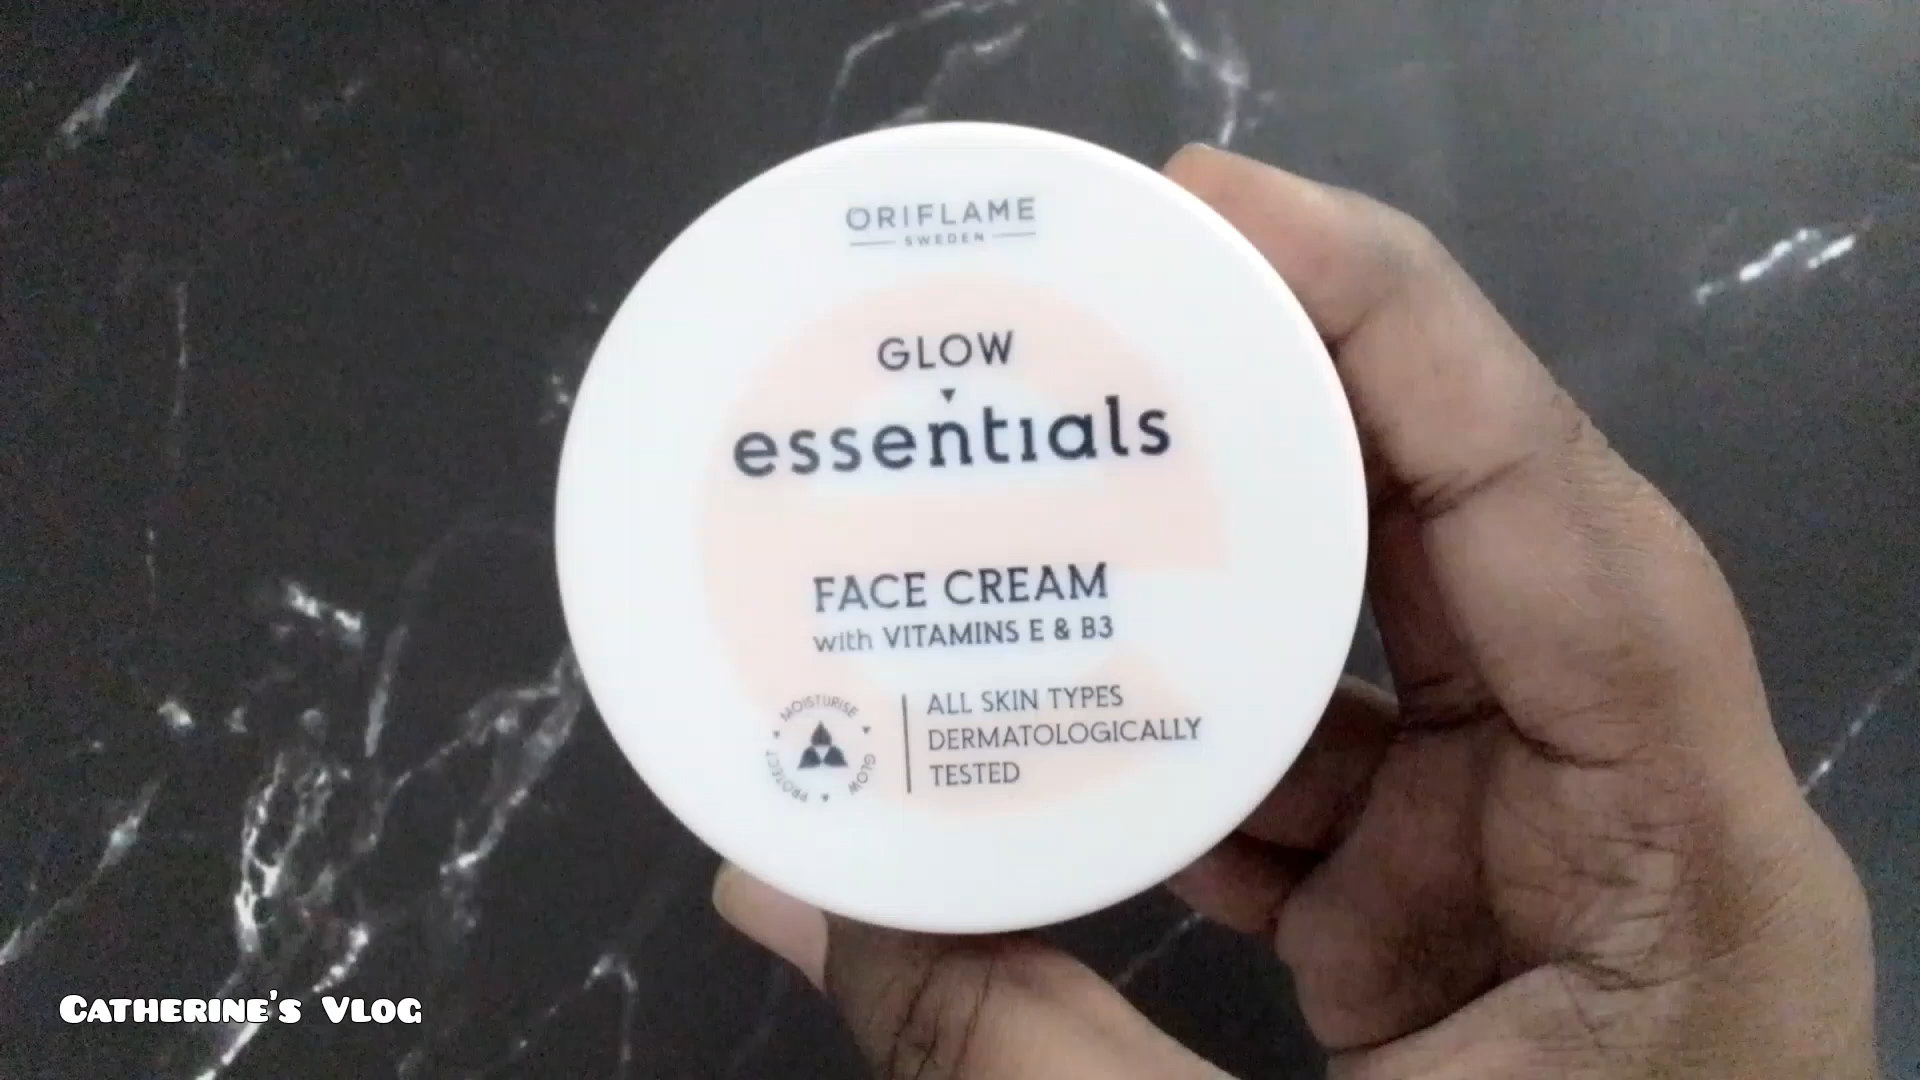 ORIFLAME
SWEDEN
GLOW
essentials
FACE CREAM
with VITAMINS E & B3
MOISTURISE
GLOW
PROTECT
ALL SKIN TYPES
DERMATOLOGICALLY
TESTED
Catherine's Vlog